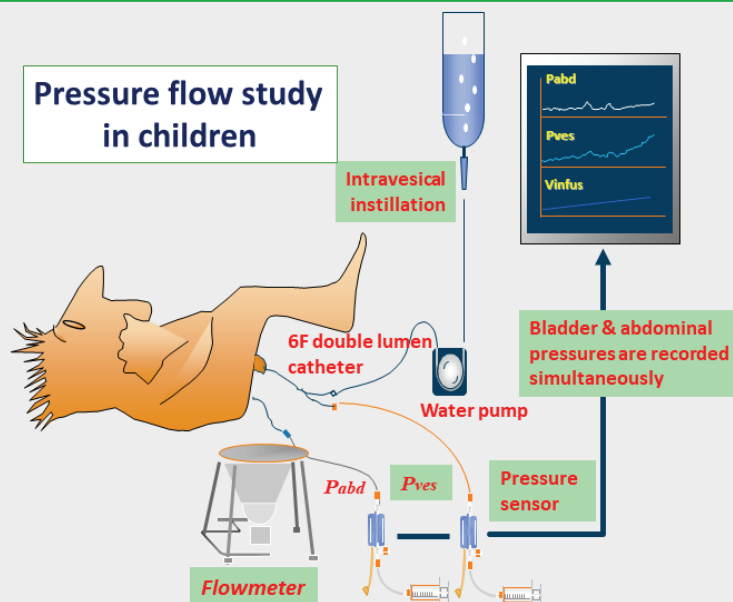 Pressure flow study
in children
Intravesical
instillation
Pabd
Pves
Vinfus
6F double lumen
catheter
Water pump
Bladder & abdominal
pressures are recorded
simultaneously
Pabd
Pves
Pressure
sensor
Flowmeter